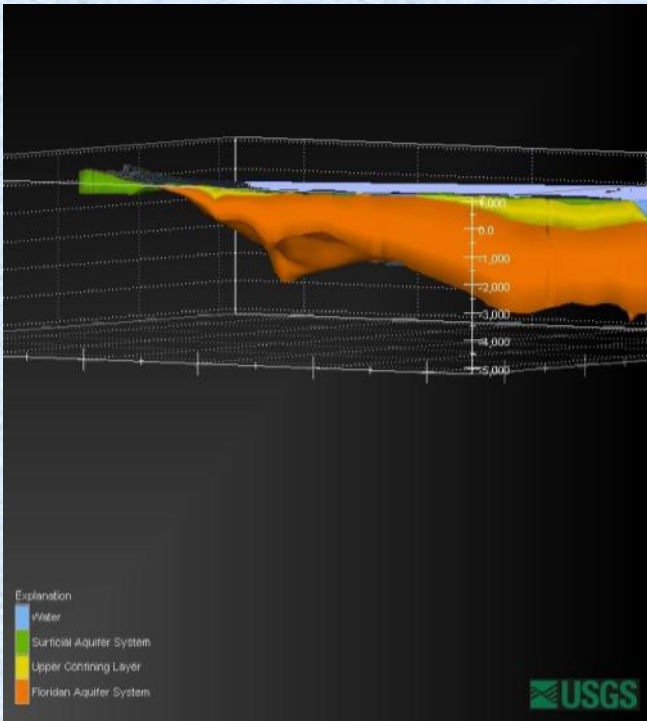 1,000
0.0
-1,000
-2,000
-3,000
-4,000
-5,000
Explanation
Water
Surficial Aquifer System
Upper Confining Layer
Floridan Aquifer System
USGS